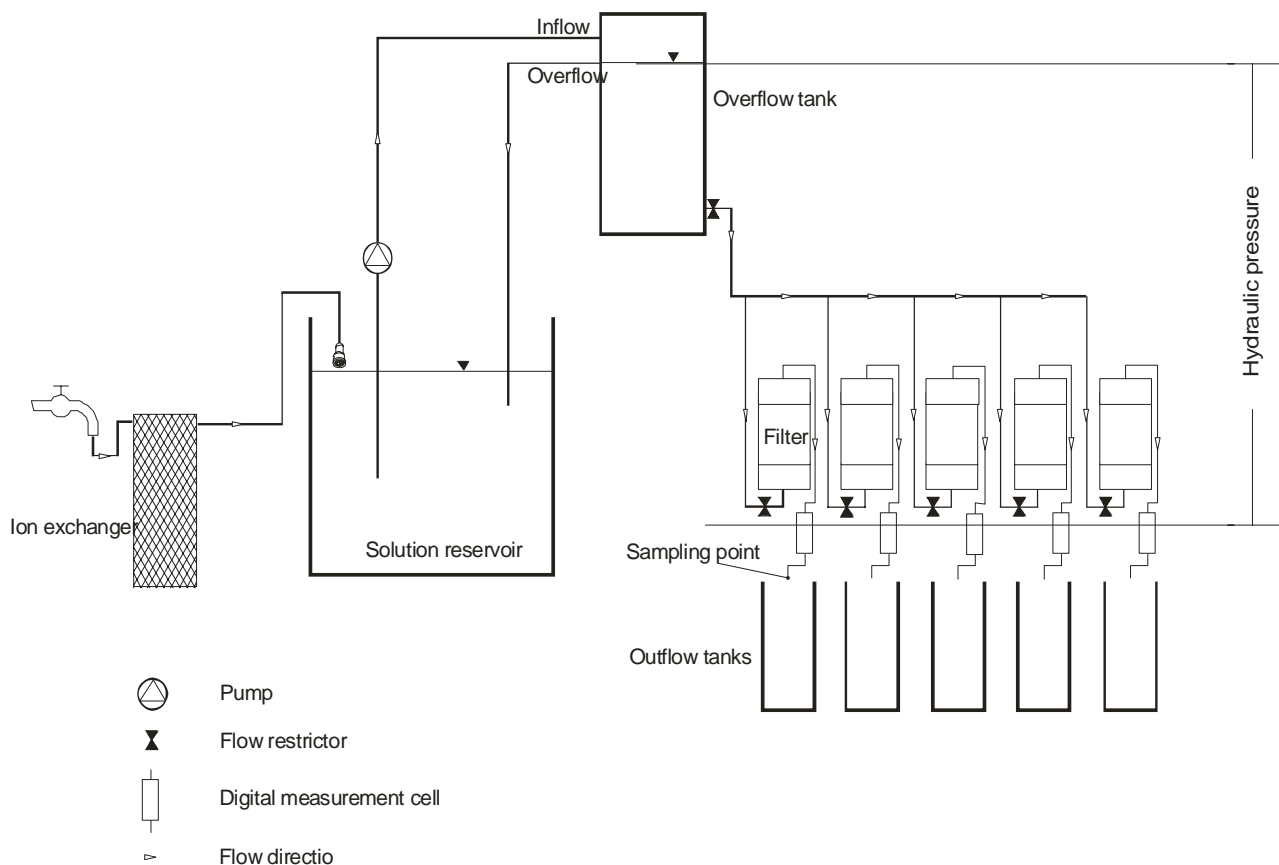 Inflow
Overflow
Overflow tank
Hydraulic pressure
Filter
Ion exchanger
Solution reservoir
Sampling point
Outflow tanks
Pump
Flow restrictor
Digital measurement cell
Flow directio